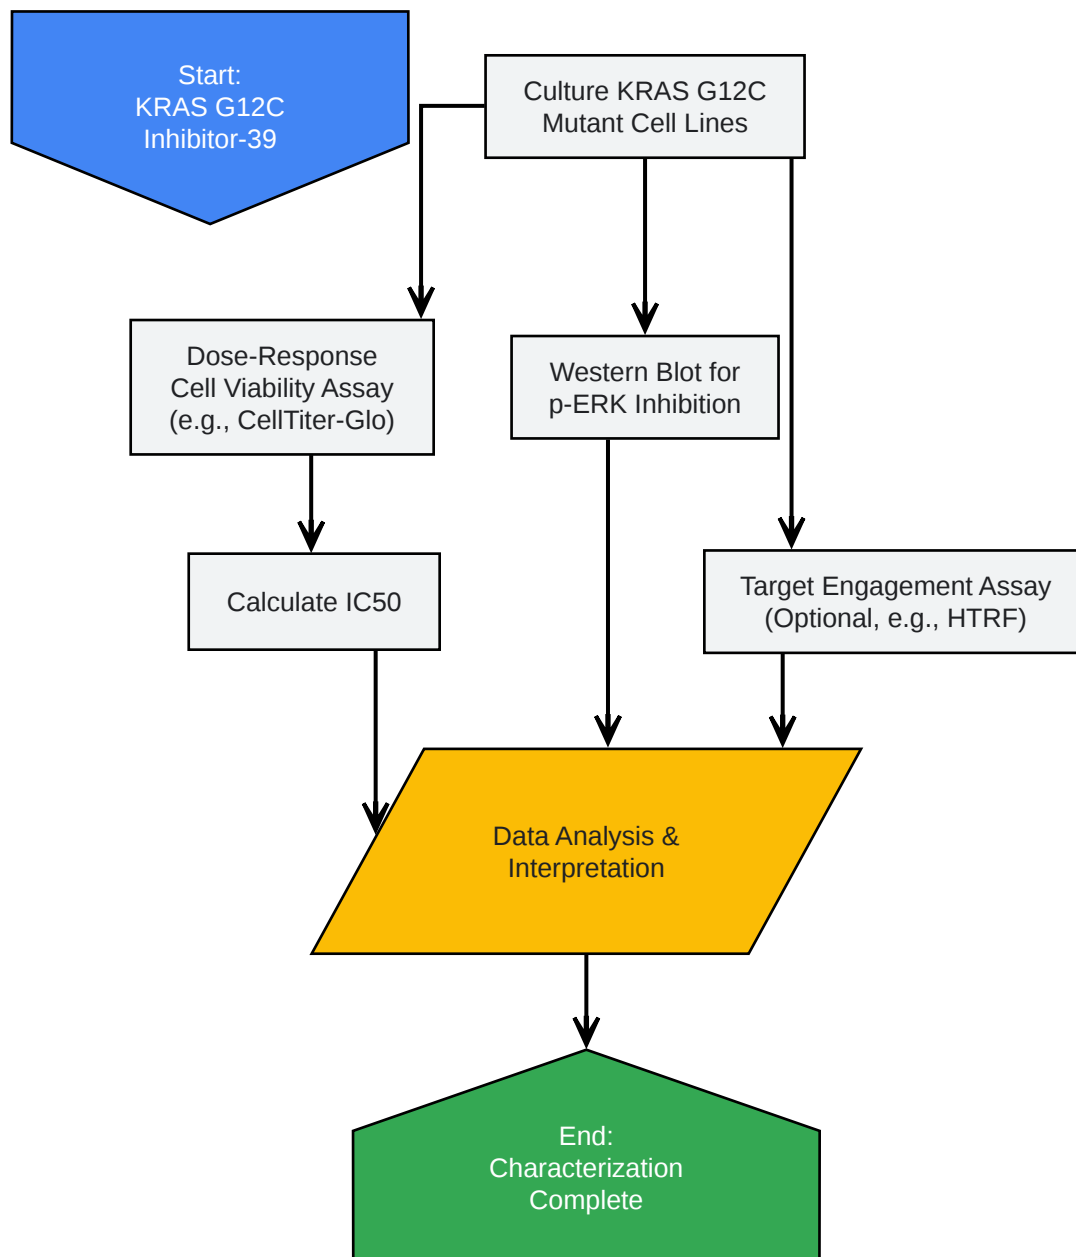 Start:
KRAS G12C
Inhibitor-39
Culture KRAS G12C
Mutant Cell Lines
Dose-Response
Cell Viability Assay
(e.g., CellTiter-Glo)
Western Blot for
p-ERK Inhibition
Calculate IC50
Target Engagement Assay
(Optional, e.g., HTRF)
Data Analysis &
Interpretation
End:
Characterization
Complete